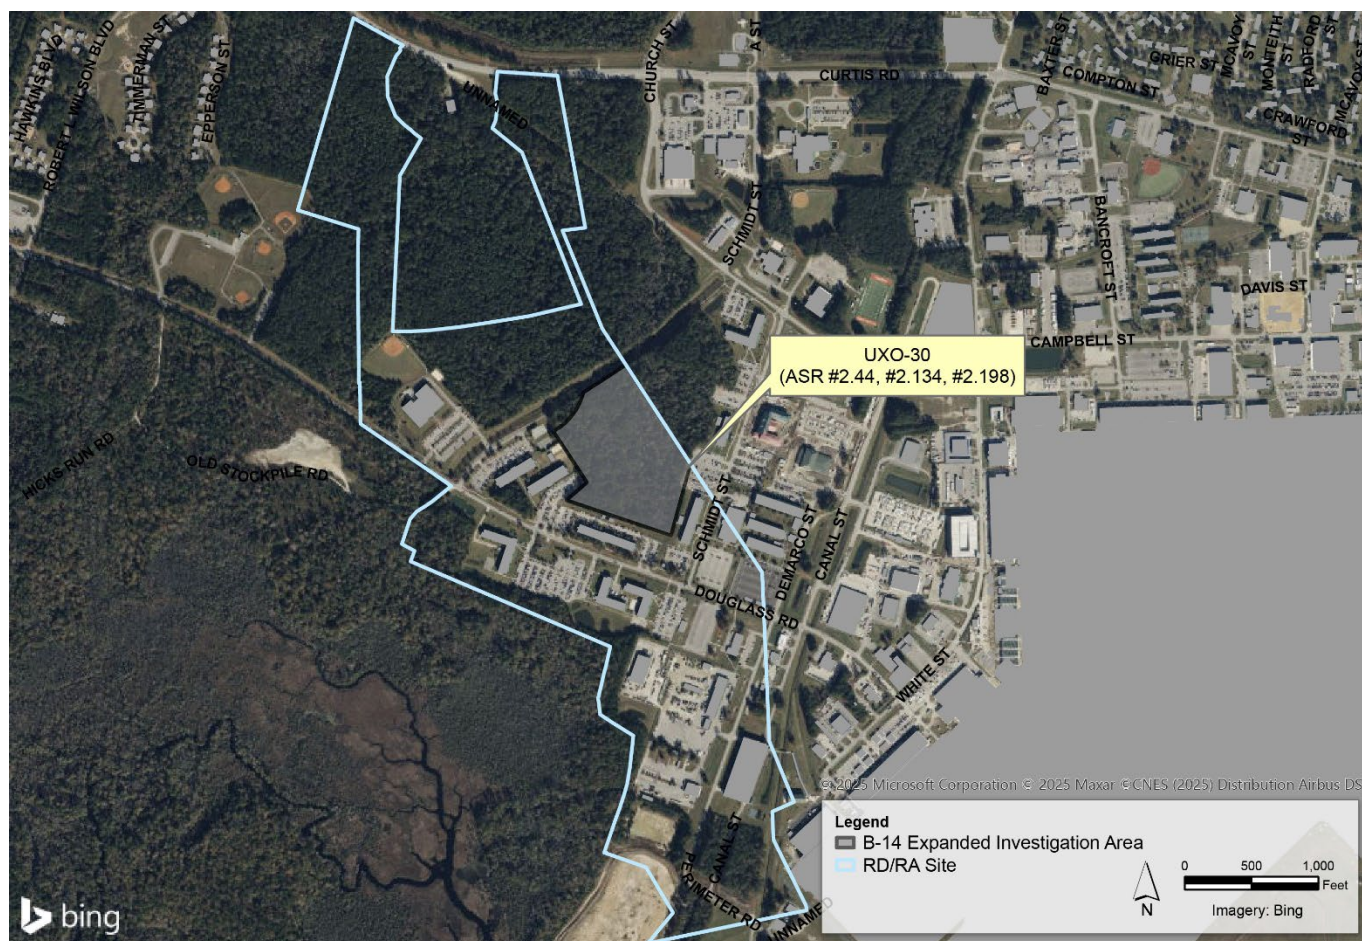 HAWKINS BLVD
ROBERT L WILSON BLVD
TIMMERMAN ST
EPPERSON ST
UNNAMED
CHURCH ST
A ST
CURTIS RD
BAXTER ST
COMPTON ST
GRIER ST
MCAVOY
ST
MONTEITH
ST
RADFORD
ST
MCAVOY S
CRAWFORD
ST
SCHMIDT ST
BANCROFT ST
DAVIS ST
CAMPBELL ST
UXO-30
(ASR #2.44, #2.134, #2.198)
HICKS RUN RD
OLD STOCKPILE RD
SCHMIDT ST
DEMARCO ST
CANAL ST
DOUGLASS RD
WHITE ST
CANAL ST
PERIMETER RD
UNNAMED
© 2025 Microsoft Corporation © 2025 Maxar ©CNES (2025) Distribution Airbus DS
Legend
B-14 Expanded Investigation Area
RD/RA Site
0 500 1,000
Feet
N
Imagery: Bing
bing